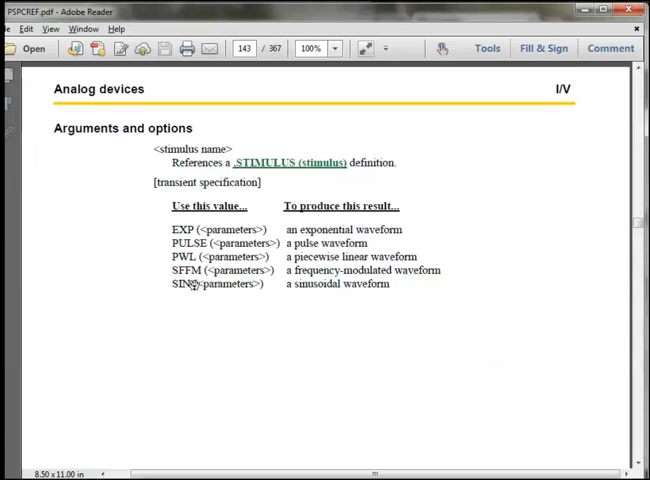 PSPCREF.pdf - Adobe Reader
Edit View Window Help
Open 143 / 367 100% Tools Fill & Sign Comment
Analog devices I/V
Arguments and options
<stimulus name>
References a .STIMULUS (stimulus) definition.
[transient specification]
Use this value... To produce this result...
EXP (<parameters>) an exponential waveform
PULSE (<parameters>) a pulse waveform
PWL (<parameters>) a piecewise linear waveform
SFFM (<parameters>) a frequency-modulated waveform
SIN (<parameters>) a sinusoidal waveform
8.50 x 11.00 in